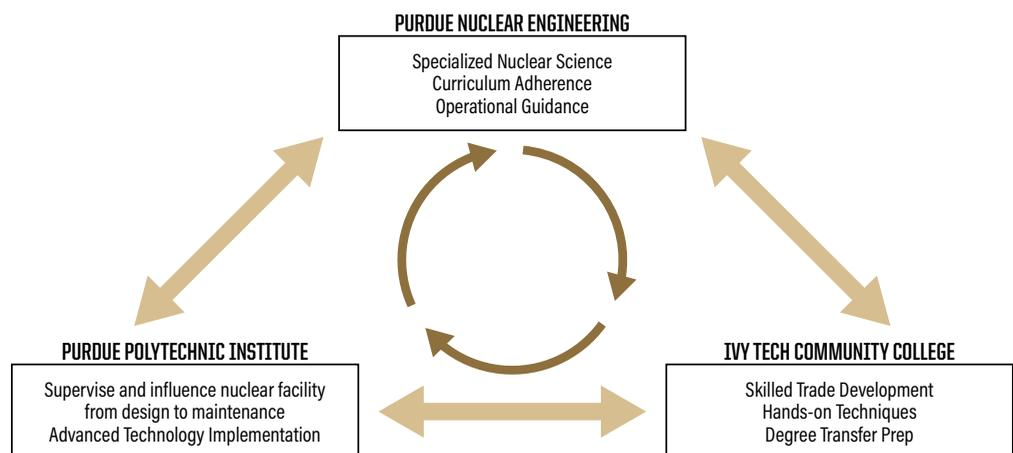 PURDUE NUCLEAR ENGINEERING
Specialized Nuclear Science
Curriculum Adherence
Operational Guidance
PURDUE POLYTECHNIC INSTITUTE
Supervise and influence nuclear facility
from design to maintenance
Advanced Technology Implementation
IVY TECH COMMUNITY COLLEGE
Skilled Trade Development
Hands-on Techniques
Degree Transfer Prep